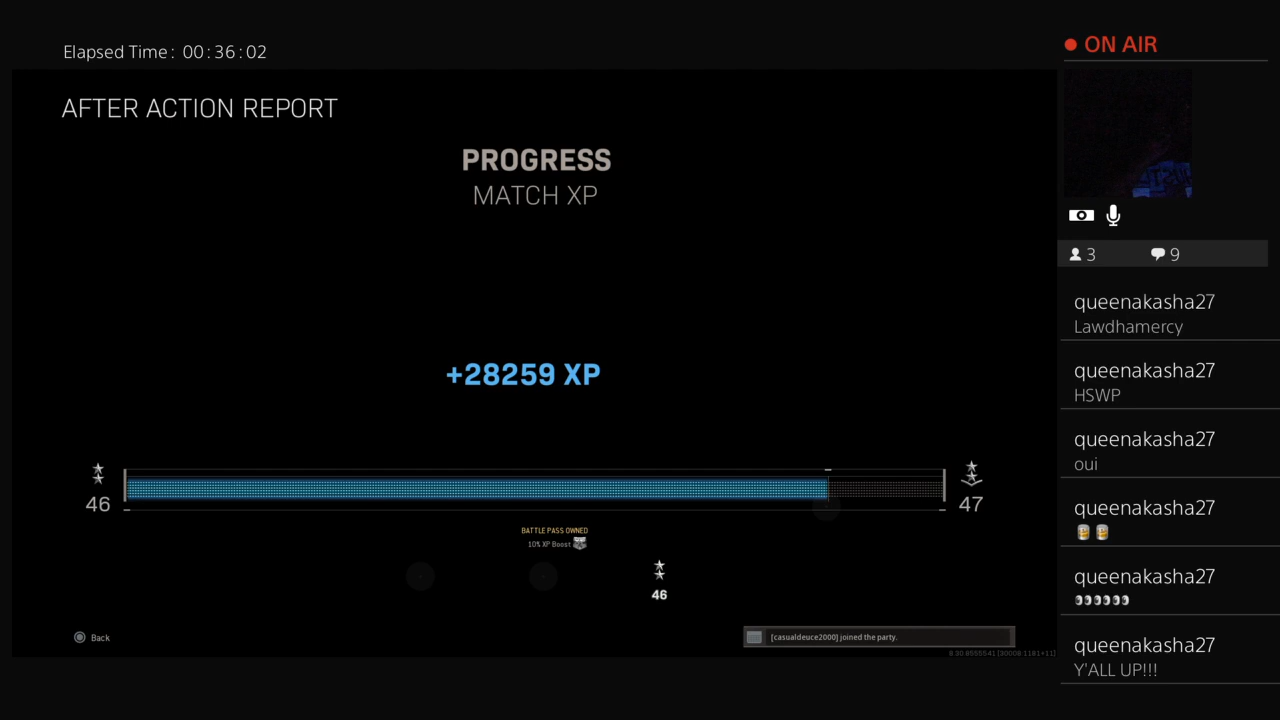 Elapsed Time: 00:36:02
ON AIR
AFTER ACTION REPORT
PROGRESS
MATCH XP
3
9
queenakasha27
Lawdhamercy
queenakasha27
HSWP
+28259 XP
queenakasha27
oui
46
47
queenakasha27
🥃🥃
BATTLE PASS OWNED
10% XP Boost
queenakasha27
46
queenakasha27
Y'ALL UP!!!
Back
[casualdeuce2000] joined the party.